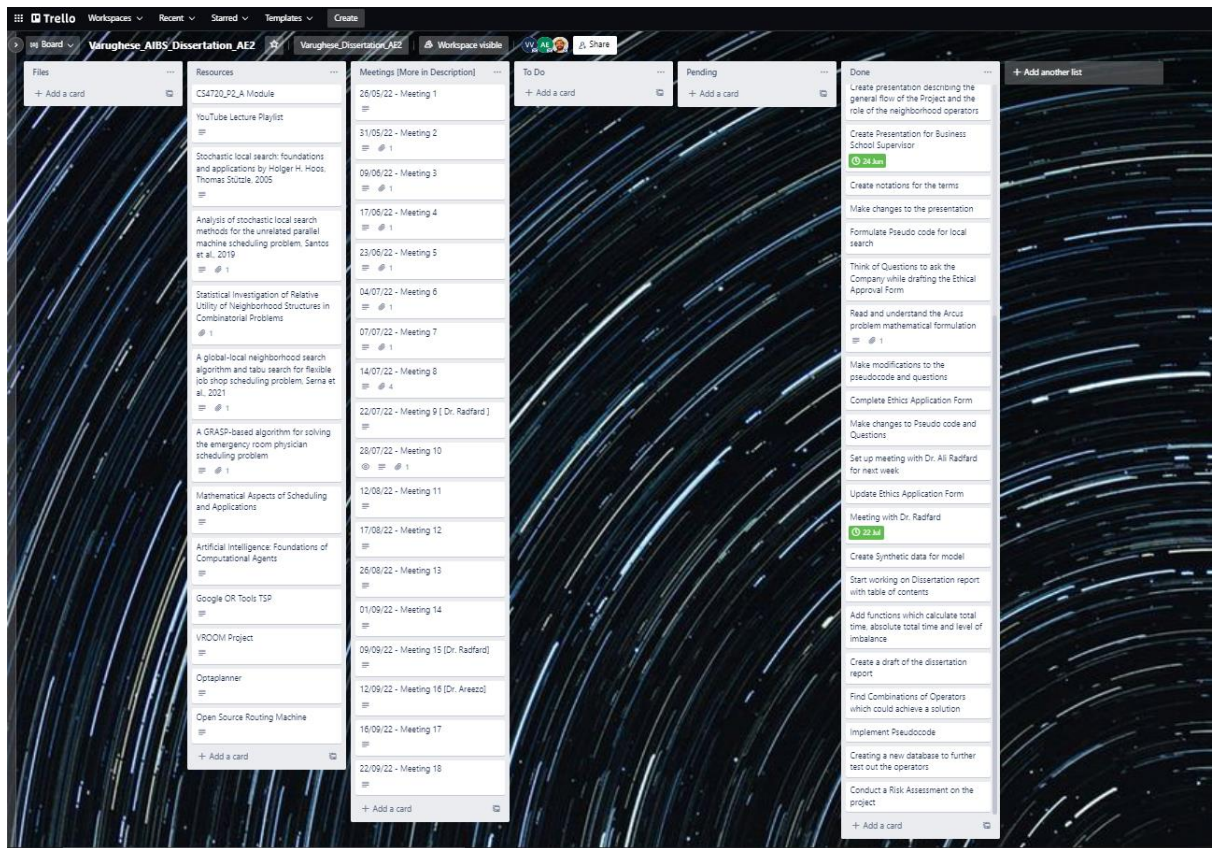 Trello
Workspaces
Recent
Starred
Templates
Create
Board
Varughese_AIBS_Dissertation_AE2
Varughese_Dissertation_AE2
Workspace visible
VV
AE
Share
Files
+ Add a card
Resources
CS4720_P2_A Module
YouTube Lecture Playlist
Stochastic local search: foundations
and applications by Holger H. Hoos,
Thomas Stützle, 2005
Analysis of stochastic local search
methods for the unrelated parallel
machine scheduling problem, Santos
et al., 2019
1
Statistical Investigation of Relative
Utility of Neighborhood Structures in
Combinatorial Problems
1
A global-local neighborhood search
algorithm and tabu search for flexible
job shop scheduling problem, Serna et
al., 2021
1
A GRASP-based algorithm for solving
the emergency room physician
scheduling problem
1
Mathematical Aspects of Scheduling
and Applications
Artificial Intelligence: Foundations of
Computational Agents
Google OR Tools TSP
VROOM Project
Optaplanner
Open Source Routing Machine
+ Add a card
Meetings [More in Description]
26/05/22 - Meeting 1
31/05/22 - Meeting 2
1
09/06/22 - Meeting 3
1
17/06/22 - Meeting 4
1
23/06/22 - Meeting 5
1
04/07/22 - Meeting 6
1
07/07/22 - Meeting 7
1
14/07/22 - Meeting 8
4
22/07/22 - Meeting 9 [ Dr. Radfard ]
28/07/22 - Meeting 10
1
12/08/22 - Meeting 11
17/08/22 - Meeting 12
26/08/22 - Meeting 13
01/09/22 - Meeting 14
09/09/22 - Meeting 15 [Dr. Radfard]
12/09/22 - Meeting 16 [Dr. Areezo]
16/09/22 - Meeting 17
22/09/22 - Meeting 18
+ Add a card
To Do
+ Add a card
Pending
+ Add a card
Done
Create presentation describing the
general flow of the Project and the
role of the neighborhood operators
Create Presentation for Business
School Supervisor
24 Jun
Create notations for the terms
Make changes to the presentation
Formulate Pseudo code for local
search
Think of Questions to ask the
Company while drafting the Ethical
Approval Form
Read and understand the Arcus
problem mathematical formulation
1
Make modifications to the
pseudocode and questions
Complete Ethics Application Form
Make changes to Pseudo code and
Questions
Set up meeting with Dr. Ali Radfard
for next week
Update Ethics Application Form
Meeting with Dr. Radfard
22 Jul
Create Synthetic data for model
Start working on Dissertation report
with table of contents
Add functions which calculate total
time, absolute total time and level of
imbalance
Create a draft of the dissertation
report
Find Combinations of Operators
which could achieve a solution
Implement Pseudocode
Creating a new database to further
test out the operators
Conduct a Risk Assessment on the
project
+ Add a card
+ Add another list